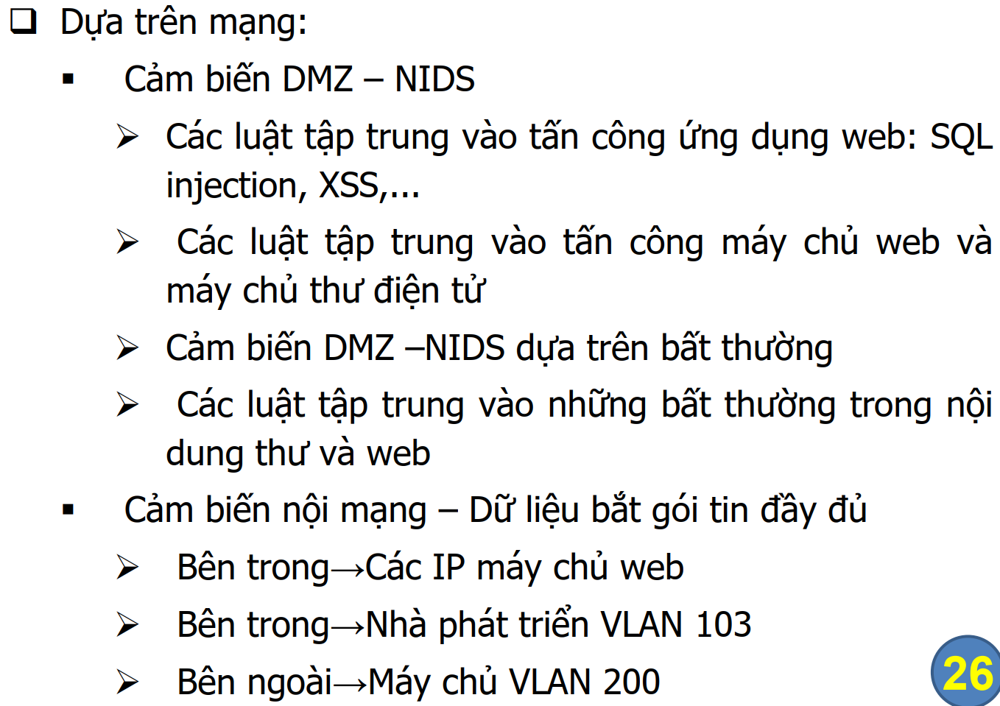 ❑ Dựa trên mạng:
▪ Cảm biến DMZ – NIDS
➢ Các luật tập trung vào tấn công ứng dụng web: SQL
injection, XSS,...
➢ Các luật tập trung vào tấn công máy chủ web và
máy chủ thư điện tử
➢ Cảm biến DMZ –NIDS dựa trên bất thường
➢ Các luật tập trung vào những bất thường trong nội
dung thư và web
▪ Cảm biến nội mạng – Dữ liệu bắt gói tin đầy đủ
➢ Bên trong→Các IP máy chủ web
➢ Bên trong→Nhà phát triển VLAN 103
➢ Bên ngoài→Máy chủ VLAN 200
26